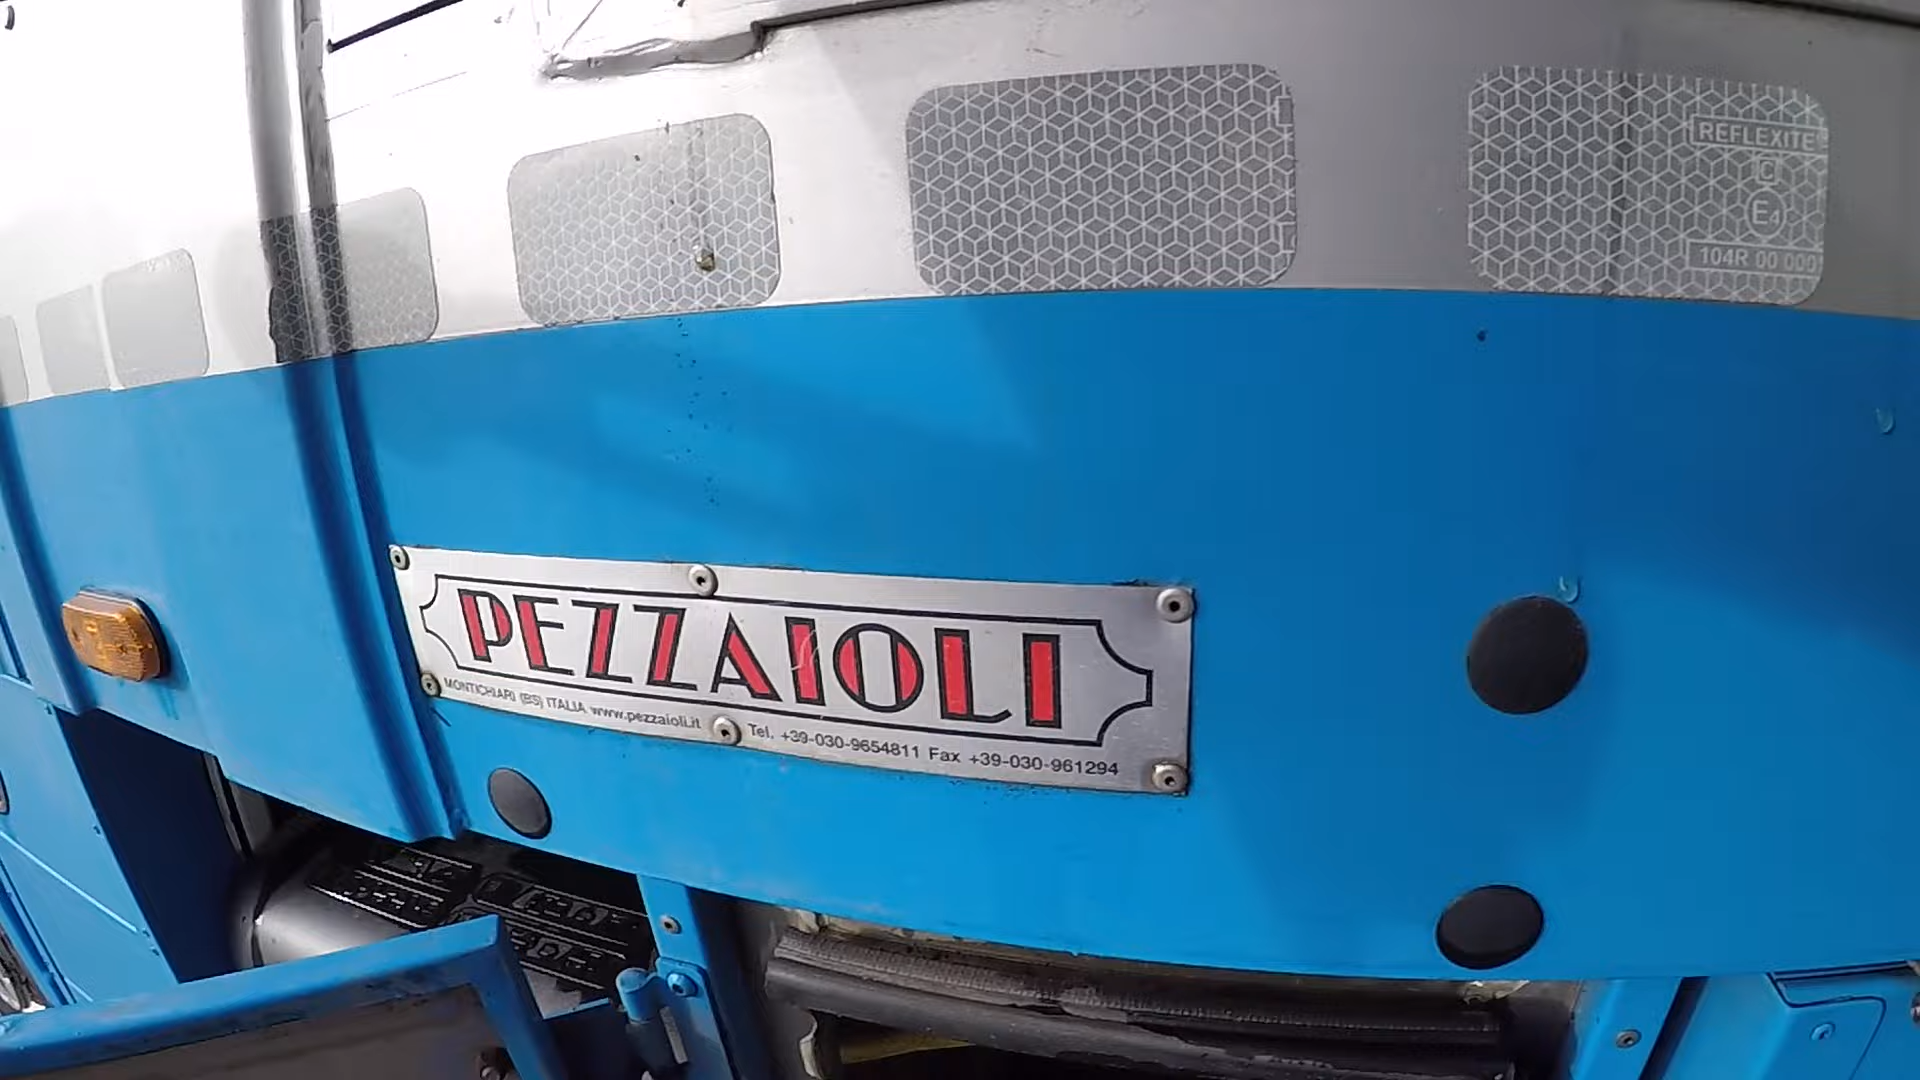 REFLEXITE
C
E4
104R 00 000
PEZZAIOLI
MONTICHIARI (BS) ITALIA www.pezzaioli.it Tel. +39-030-9654811 Fax +39-030-961294